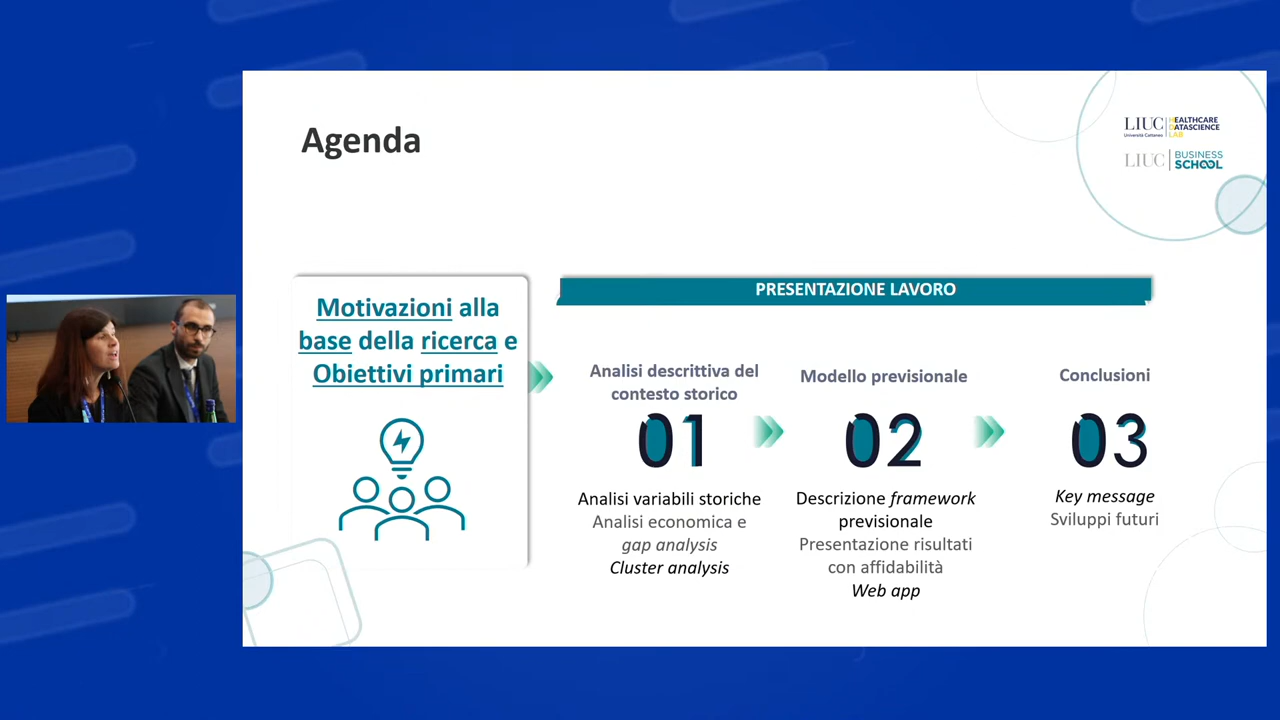 Agenda
LIUC
Università Cattaneo
HEALTHCARE
DATASCIENCE
LAB
LIUC
BUSINESS
SCHOOL
Motivazioni alla
base della ricerca e
Obiettivi primari
PRESENTAZIONE LAVORO
Analisi descrittiva del
contesto storico
01
Analisi variabili storiche
Analisi economica e
gap analysis
Cluster analysis
Modello previsionale
02
Descrizione framework
previsionale
Presentazione risultati
con affidabilità
Web app
Conclusioni
03
Key message
Sviluppi futuri